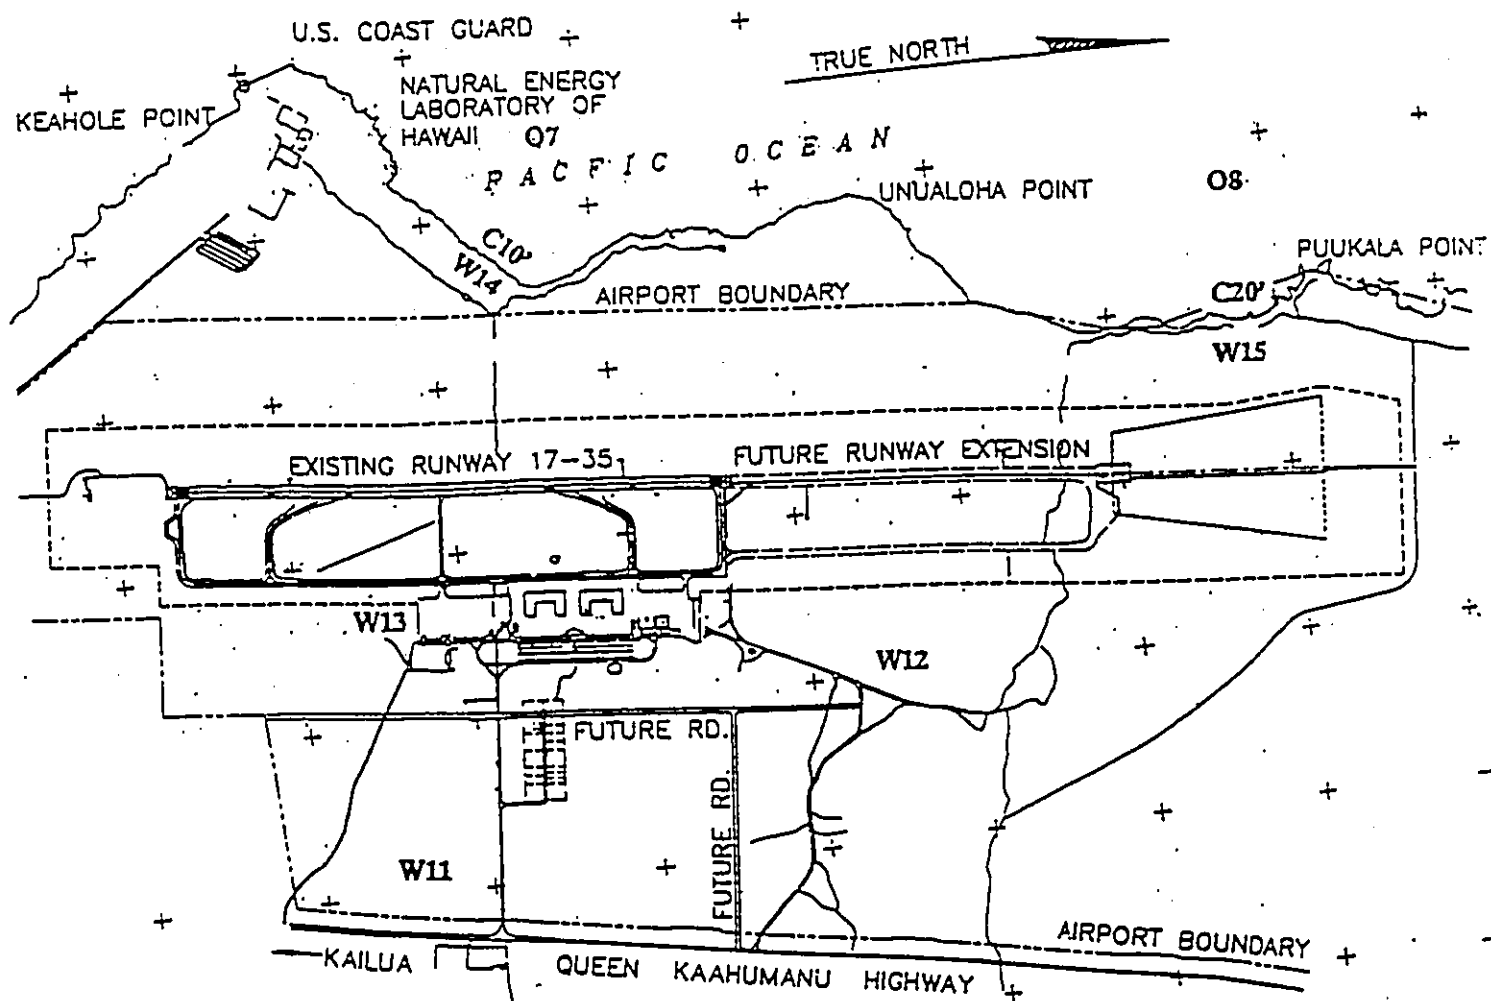 U.S. COAST GUARD
TRUE NORTH
KEAHOLE POINT
NATURAL ENERGY
LABORATORY OF
HAWAII O7
PACIFIC OCEAN
UNUALOHA POINT
O8
PUUKALA POINT
C10'
W14
AIRPORT BOUNDARY
C20'
W15
EXISTING RUNWAY 17-35
FUTURE RUNWAY EXTENSION
W13
W12
FUTURE RD.
FUTURE RD.
W11
AIRPORT BOUNDARY
KAILUA
QUEEN KAAHUMANU HIGHWAY